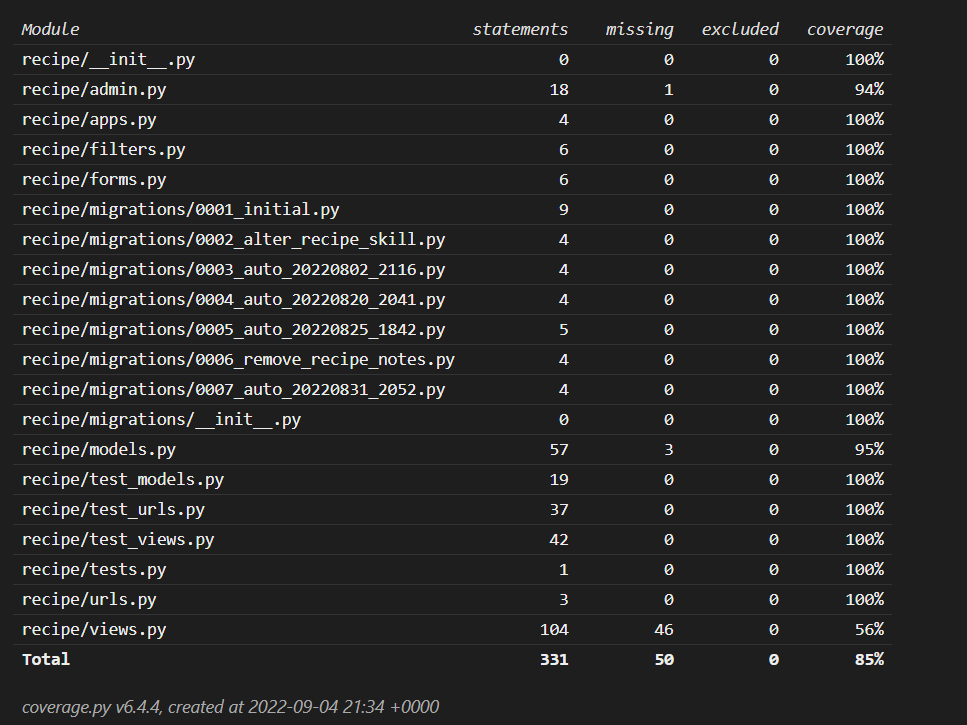 Module statements missing excluded coverage
recipe/__init__.py 0 0 0 100%
recipe/admin.py 18 1 0 94%
recipe/apps.py 4 0 0 100%
recipe/filters.py 6 0 0 100%
recipe/forms.py 6 0 0 100%
recipe/migrations/0001_initial.py 9 0 0 100%
recipe/migrations/0002_alter_recipe_skill.py 4 0 0 100%
recipe/migrations/0003_auto_20220802_2116.py 4 0 0 100%
recipe/migrations/0004_auto_20220820_2041.py 4 0 0 100%
recipe/migrations/0005_auto_20220825_1842.py 5 0 0 100%
recipe/migrations/0006_remove_recipe_notes.py 4 0 0 100%
recipe/migrations/0007_auto_20220831_2052.py 4 0 0 100%
recipe/migrations/__init__.py 0 0 0 100%
recipe/models.py 57 3 0 95%
recipe/test_models.py 19 0 0 100%
recipe/test_urls.py 37 0 0 100%
recipe/test_views.py 42 0 0 100%
recipe/tests.py 1 0 0 100%
recipe/urls.py 3 0 0 100%
recipe/views.py 104 46 0 56%
Total 331 50 0 85%
coverage.py v6.4.4, created at 2022-09-04 21:34 +0000